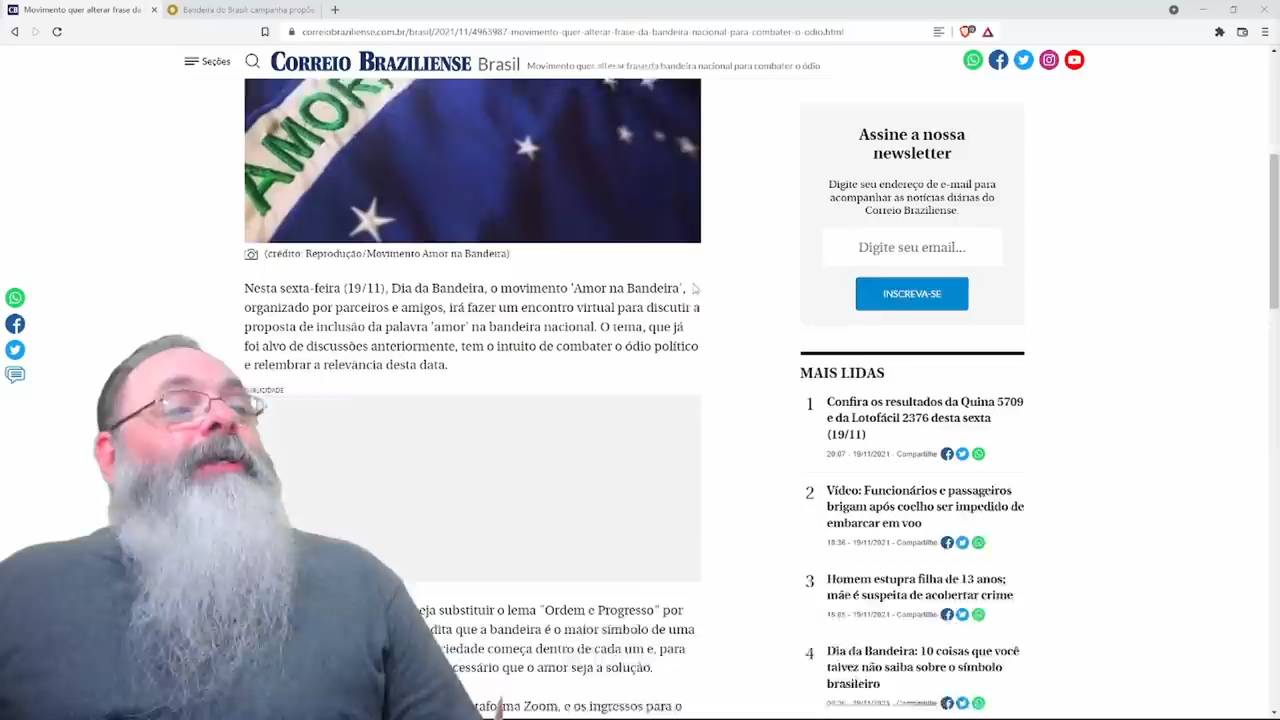 Movimento quer alterar frase da
Bandeira do Brasil campanha propõe
correiobraziliense.com.br/brasil/2021/11/4963987-movimento-quer-alterar-frase-da-bandeira-nacional-para-combater-o-odio.html
Seções
CORREIO BRAZILIENSE
Brasil
Movimento quer alterar frase da bandeira nacional para combater o ódio
AMOR
(crédito: Reprodução/Movimento Amor na Bandeira)
Nesta sexta-feira (19/11), Dia da Bandeira, o movimento 'Amor na Bandeira',
organizado por parceiros e amigos, irá fazer um encontro virtual para discutir a
proposta de inclusão da palavra 'amor' na bandeira nacional. O tema, que já
foi alvo de discussões anteriormente, tem o intuito de combater o ódio político
e relembrar a relevância desta data.
PUBLICIDADE
eja substituir o lema "Ordem e Progresso" por
dita que a bandeira é o maior símbolo de uma
riedade começa dentro de cada um e, para
cessário que o amor seja a solução.
taforma Zoom, e os ingressos para o
Assine a nossa
newsletter
Digite seu endereço de e-mail para
acompanhar as notícias diárias do
Correio Braziliense.
Digite seu email...
INSCREVA-SE
MAIS LIDAS
1
Confira os resultados da Quina 5709
e da Lotofácil 2376 desta sexta
(19/11)
20:07 - 19/11/2021 - Compartilhe
2
Vídeo: Funcionários e passageiros
brigam após coelho ser impedido de
embarcar em voo
18:36 - 19/11/2021 - Compartilhe
3
Homem estupra filha de 13 anos;
mãe é suspeita de acobertar crime
- 19/11/2021 - Compartilhe
4
Dia da Bandeira: 10 coisas que você
talvez não saiba sobre o símbolo
brasileiro
19/11/2021 - Compartilhe